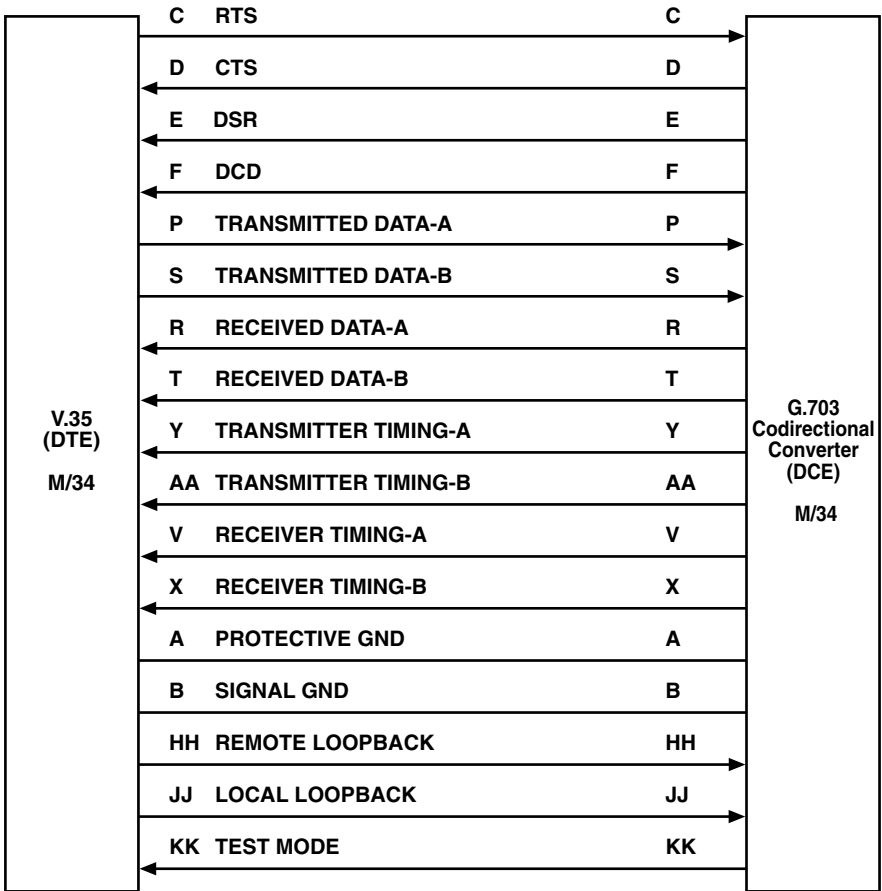 C RTS C
D CTS D
E DSR E
F DCD F
P TRANSMITTED DATA-A P
S TRANSMITTED DATA-B S
R RECEIVED DATA-A R
T RECEIVED DATA-B T
Y TRANSMITTER TIMING-A Y
AA TRANSMITTER TIMING-B AA
V RECEIVER TIMING-A V
X RECEIVER TIMING-B X
A PROTECTIVE GND A
B SIGNAL GND B
HH REMOTE LOOPBACK HH
JJ LOCAL LOOPBACK JJ
KK TEST MODE KK
V.35
(DTE)
M/34
G.703
Codirectional
Converter
(DCE)
M/34